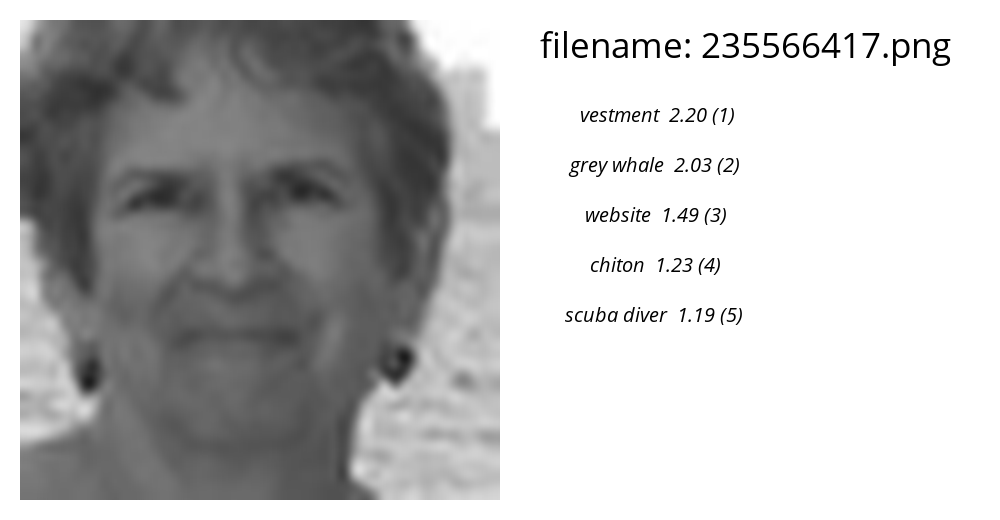 filename: 235566417.png
vestment 2.20 (1)
grey whale 2.03 (2)
website 1.49 (3)
chiton 1.23 (4)
scuba diver 1.19 (5)